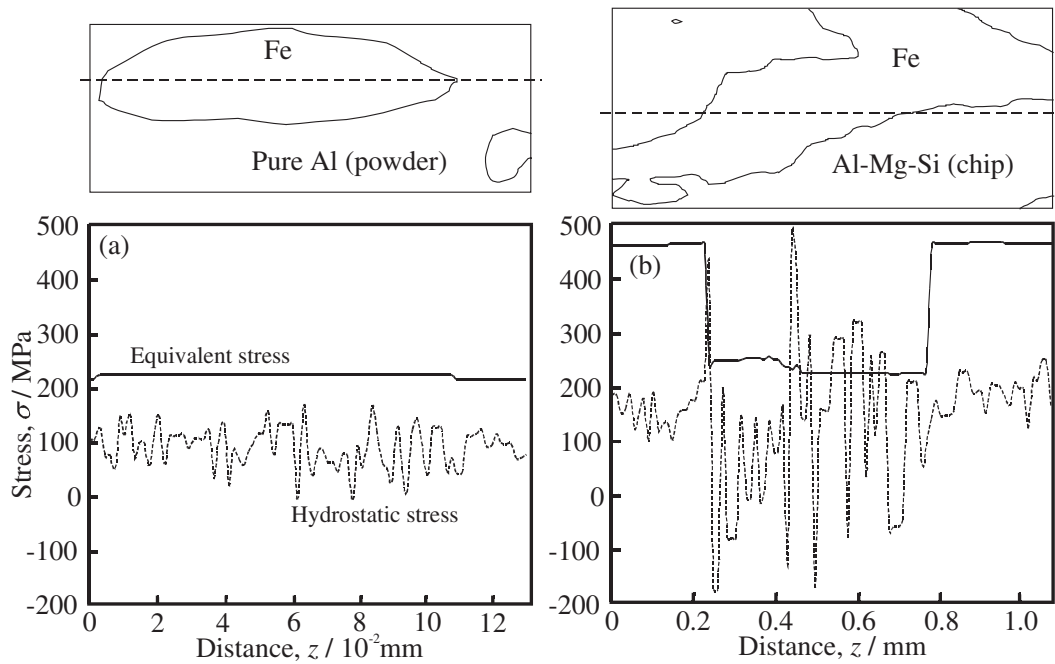 Fe
Pure Al (powder)
Fe
Al-Mg-Si (chip)
Stress, σ / MPa
500
400
300
200
100
0
-100
-200
(a)
Equivalent stress
Hydrostatic stress
0 2 4 6 8 10 12
Distance, z / 10⁻²mm
500
400
300
200
100
0
-100
-200
(b)
0 0.2 0.4 0.6 0.8 1.0
Distance, z / mm